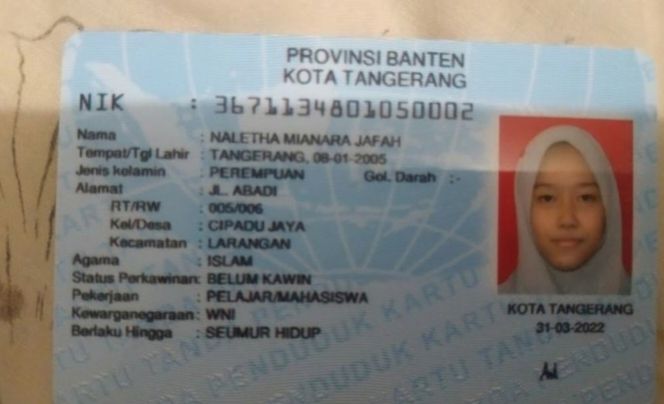 PROVINSI BANTEN
KOTA TANGERANG
NIK : 3671134801050002
Nama : NALETHA MIANARA JAFAH
Tempat/Tgl Lahir : TANGERANG, 08-01-2005
Jenis kelamin : PEREMPUAN Gol. Darah :-
Alamat : JL. ABADI
RT/RW : 005/006
Kel/Desa : CIPADU JAYA
Kecamatan : LARANGAN
Agama : ISLAM
Status Perkawinan: BELUM KAWIN
Pekerjaan : PELAJAR/MAHASISWA
Kewarganegaraan: WNI
Berlaku Hingga : SEUMUR HIDUP
KOTA TANGERANG
31-03-2022